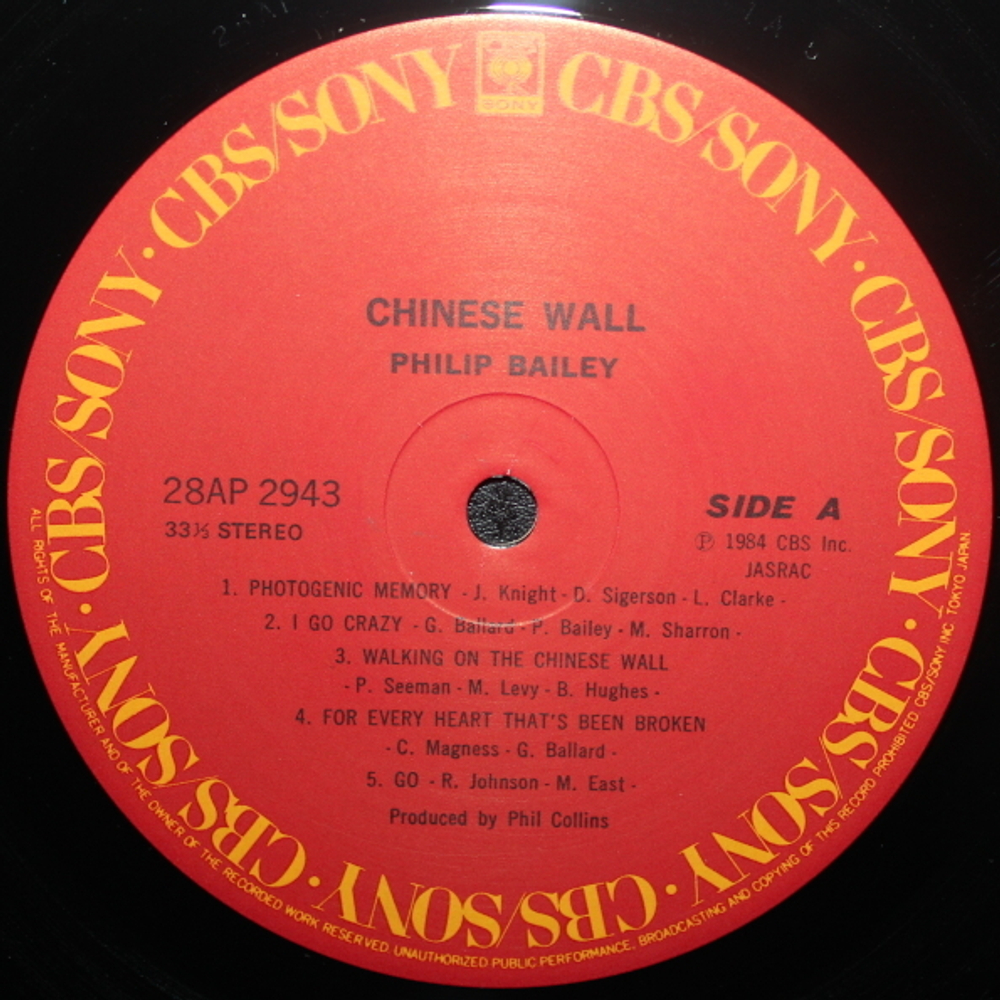 CBS/SONY · CBS/SONY · CBS/SONY · CBS/SONY · CBS/SONY · CBS/SONY · CBS/SONY · CBS/SONY
SONY
CHINESE WALL
PHILIP BAILEY
28AP 2943
33⅓ STEREO
SIDE A
Ⓟ 1984 CBS Inc.
JASRAC
1. PHOTOGENIC MEMORY - J. Knight - D. Sigerson - L. Clarke -
2. I GO CRAZY - G. Ballard - P. Bailey - M. Sharron -
3. WALKING ON THE CHINESE WALL
- P. Seeman - M. Levy - B. Hughes -
4. FOR EVERY HEART THAT'S BEEN BROKEN
- C. Magness - G. Ballard -
5. GO - R. Johnson - M. East -
Produced by Phil Collins
ALL RIGHTS OF THE MANUFACTURER AND OF THE OWNER OF THE RECORDED WORK RESERVED. UNAUTHORIZED PUBLIC PERFORMANCE, BROADCASTING AND COPYING OF THIS RECORD PROHIBITED CBS/SONY INC. TOKYO JAPAN